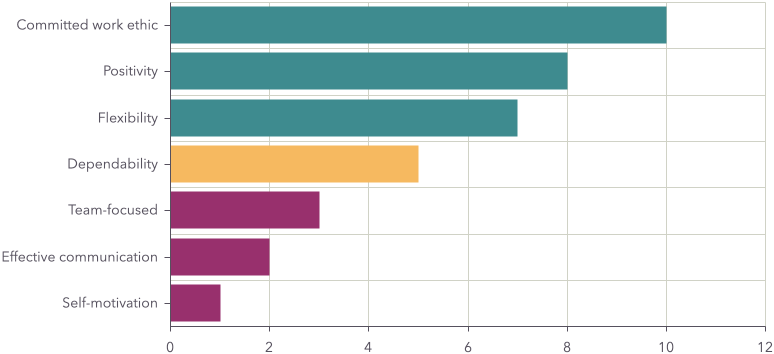 Committed work ethic
Positivity
Flexibility
Dependability
Team-focused
Effective communication
Self-motivation
0 2 4 6 8 10 12